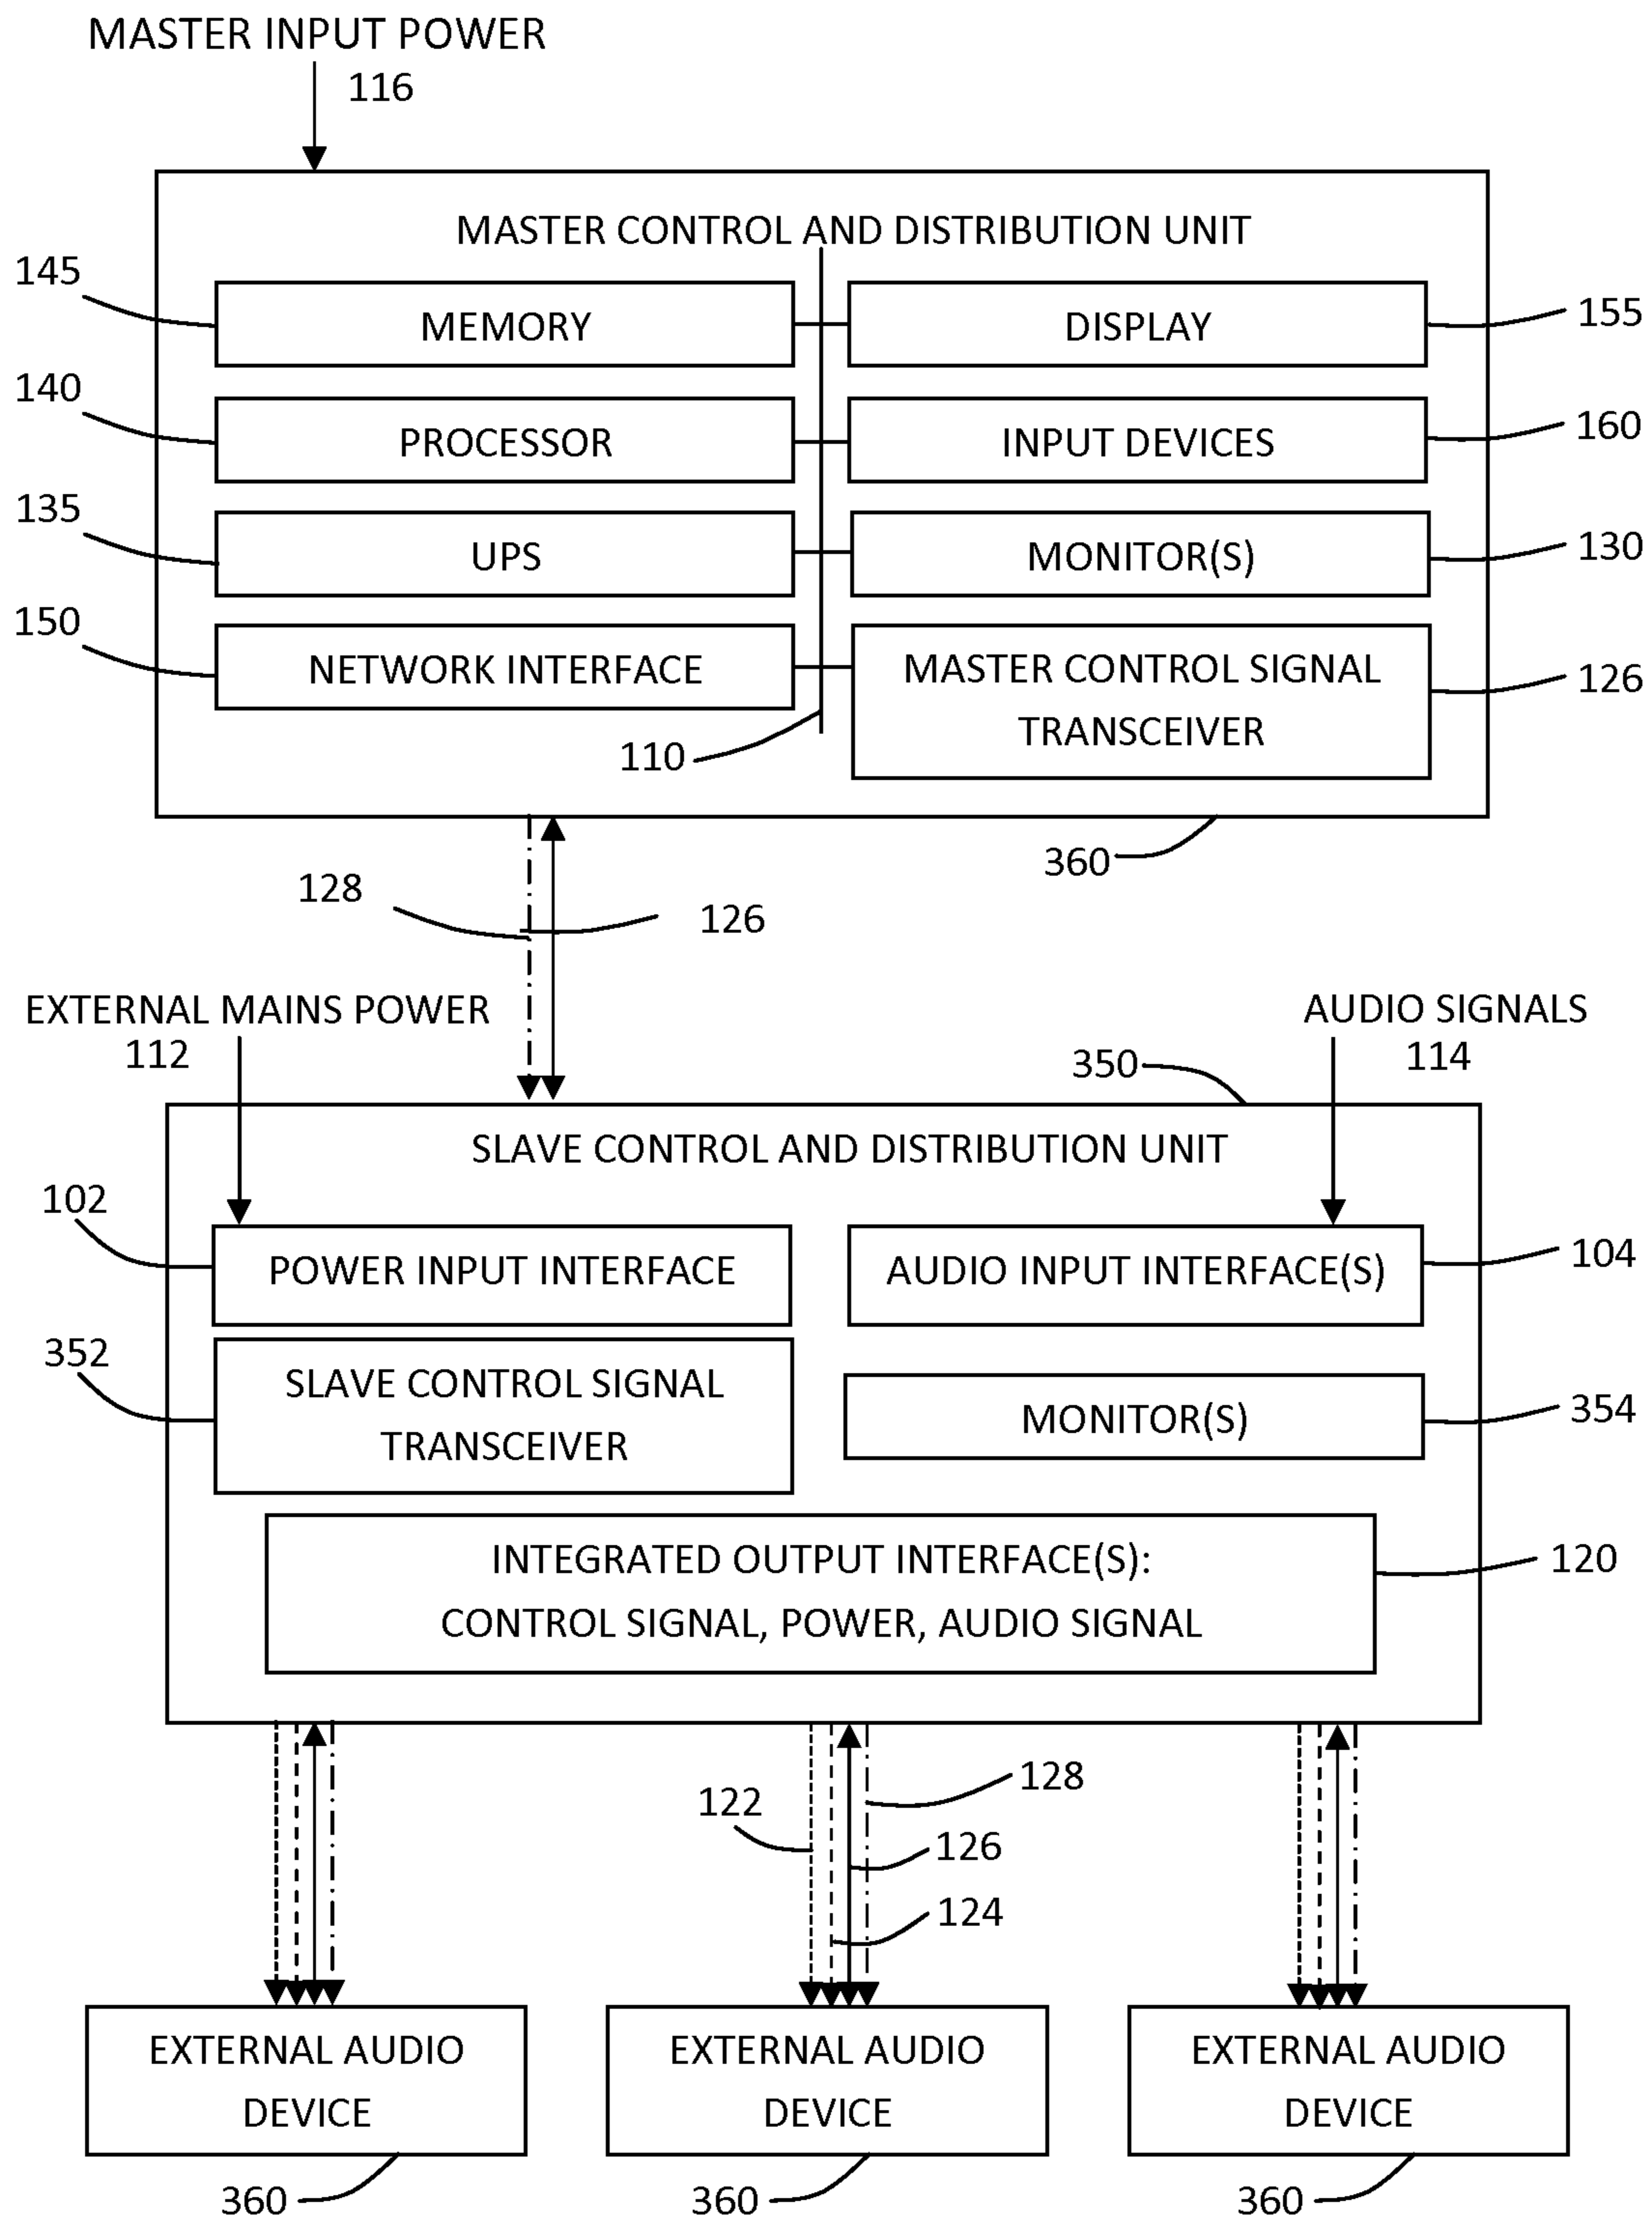 MASTER INPUT POWER
116
MASTER CONTROL AND DISTRIBUTION UNIT
145
MEMORY
DISPLAY
155
140
PROCESSOR
INPUT DEVICES
160
135
UPS
MONITOR(S)
130
150
NETWORK INTERFACE
MASTER CONTROL SIGNAL
TRANSCEIVER
126
110
360
128
126
EXTERNAL MAINS POWER
112
AUDIO SIGNALS
114
350
SLAVE CONTROL AND DISTRIBUTION UNIT
102
POWER INPUT INTERFACE
AUDIO INPUT INTERFACE(S)
104
352
SLAVE CONTROL SIGNAL
TRANSCEIVER
MONITOR(S)
354
INTEGRATED OUTPUT INTERFACE(S):
CONTROL SIGNAL, POWER, AUDIO SIGNAL
120
122
128
126
124
EXTERNAL AUDIO
DEVICE
360
EXTERNAL AUDIO
DEVICE
360
EXTERNAL AUDIO
DEVICE
360